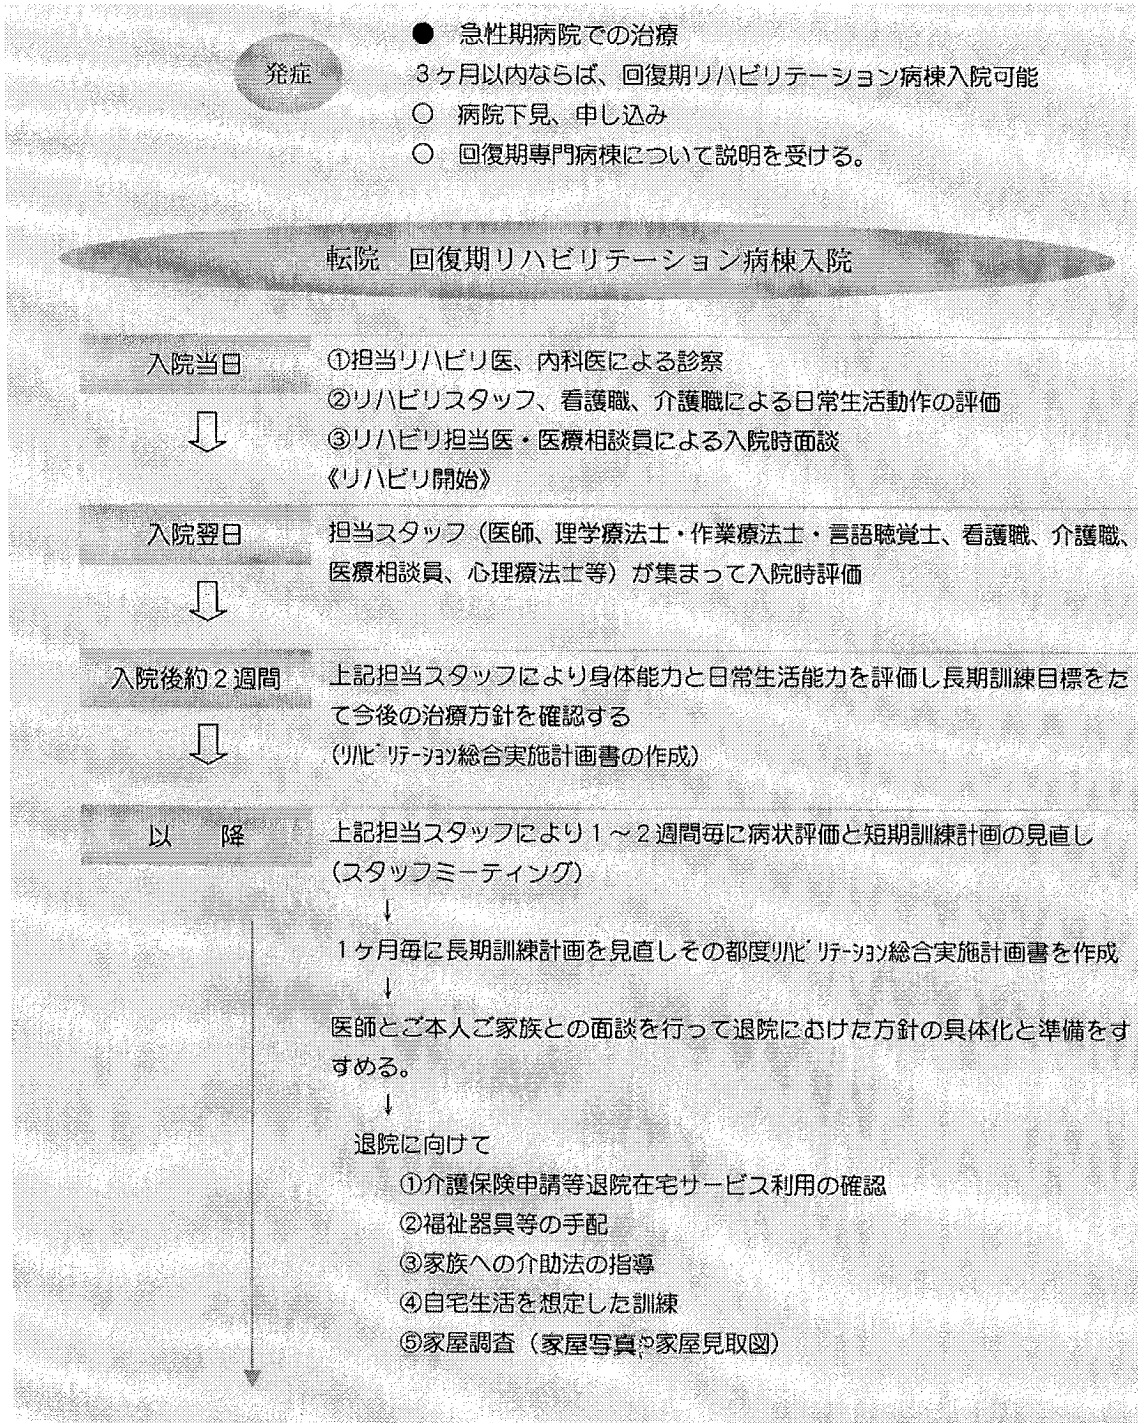 発症
● 急性期病院での治療
3ヶ月以内ならば、回復期リハビリテーション病棟入院可能
○ 病院下見、申し込み
○ 回復期専門病棟について説明を受ける。
転院 回復期リハビリテーション病棟入院
入院当日
①担当リハビリ医、内科医による診察
②リハビリスタッフ、看護職、介護職による日常生活動作の評価
③リハビリ担当医・医療相談員による入院時面談
《リハビリ開始》
入院翌日
担当スタッフ（医師、理学療法士・作業療法士・言語聴覚士、看護職、介護職、
医療相談員、心理療法士等）が集まって入院時評価
入院後約2週間
上記担当スタッフにより身体能力と日常生活能力を評価し長期訓練目標をた
て今後の治療方針を確認する
(ﾘﾊﾋﾞﾘﾃｰｼｮﾝ総合実施計画書の作成)
以 降
上記担当スタッフにより1～2週間毎に病状評価と短期訓練計画の見直し
（スタッフミーティング）
↓
1ヶ月毎に長期訓練計画を見直しその都度ﾘﾊﾋﾞﾘﾃｰｼｮﾝ総合実施計画書を作成
↓
医師とご本人ご家族との面談を行って退院にむけた方針の具体化と準備をす
すめる。
↓
退院に向けて
①介護保険申請等退院在宅サービス利用の確認
②福祉器具等の手配
③家族への介助法の指導
④自宅生活を想定した訓練
⑤家屋調査（家屋写真や家屋見取図）